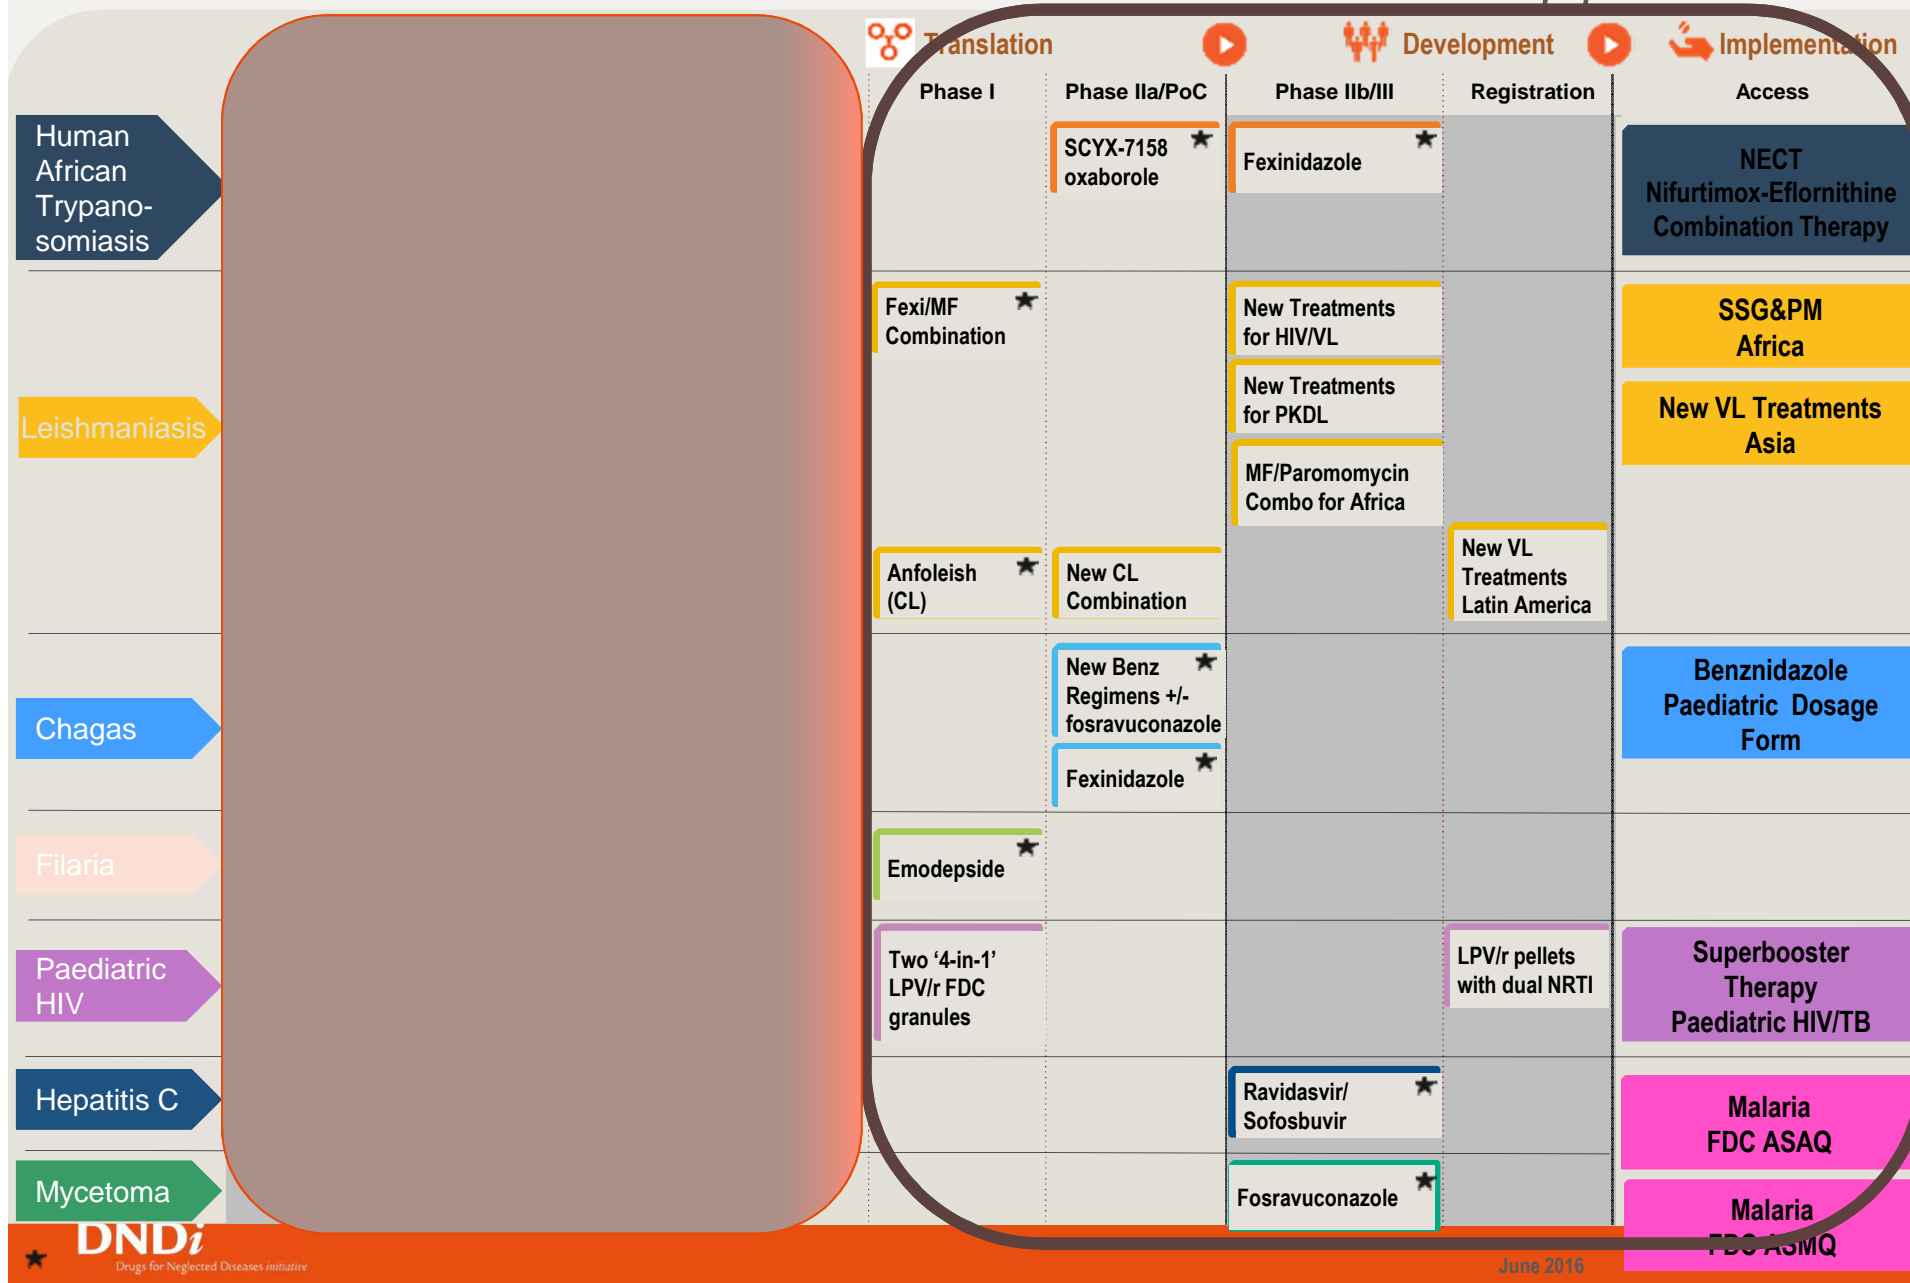 Translation
Development
Implementation
Phase I
Phase IIa/PoC
Phase IIb/III
Registration
Access
Human
African
Trypano-
somiasis
SCYX-7158
oxaborole
Fexinidazole
NECT
Nifurtimox-Eflornithine
Combination Therapy
Leishmaniasis
Fexi/MF
Combination
New Treatments
for HIV/VL
New Treatments
for PKDL
MF/Paromomycin
Combo for Africa
SSG&PM
Africa
New VL Treatments
Asia
Anfoleish
(CL)
New CL
Combination
New VL
Treatments
Latin America
Chagas
New Benz
Regimens +/-
fosravuconazole
Fexinidazole
Benznidazole
Paediatric Dosage
Form
Filaria
Emodepside
Paediatric
HIV
Two ‘4-in-1’
LPV/r FDC
granules
LPV/r pellets
with dual NRTI
Superbooster
Therapy
Paediatric HIV/TB
Hepatitis C
Ravidasvir/
Sofosbuvir
Malaria
FDC ASAQ
Mycetoma
Fosravuconazole
Malaria
FDC ASMQ
DNDi
Drugs for Neglected Diseases initiative
June 2016